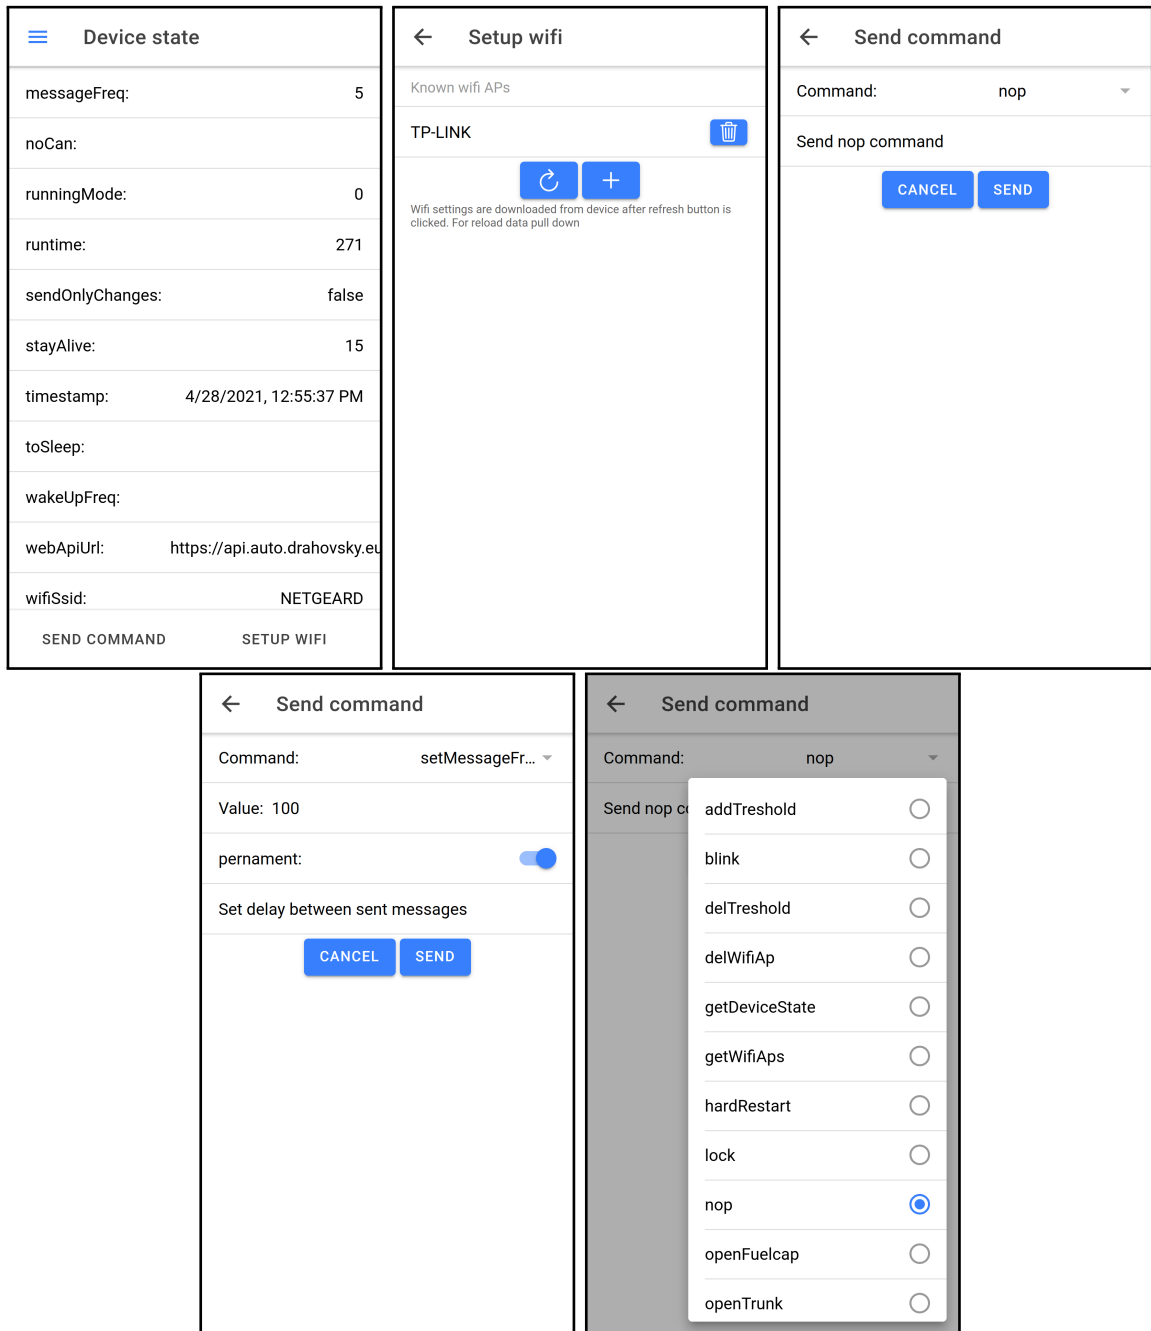 Device state
messageFreq: 5
noCan:
runningMode: 0
runtime: 271
sendOnlyChanges: false
stayAlive: 15
timestamp: 4/28/2021, 12:55:37 PM
toSleep:
wakeUpFreq:
webApiUrl: https://api.auto.drahovsky.eu
wifiSsid: NETGEARD
SEND COMMAND SETUP WIFI
Setup wifi
Known wifi APs
TP-LINK
Wifi settings are downloaded from device after refresh button is
clicked. For reload data pull down
Send command
Command: nop
Send nop command
CANCEL SEND
Send command
Command: setMessageFr...
Value: 100
pernament:
Set delay between sent messages
CANCEL SEND
Send command
Command: nop
Send nop co
addTreshold
blink
delTreshold
delWifiAp
getDeviceState
getWifiAps
hardRestart
lock
nop
openFuelcap
openTrunk